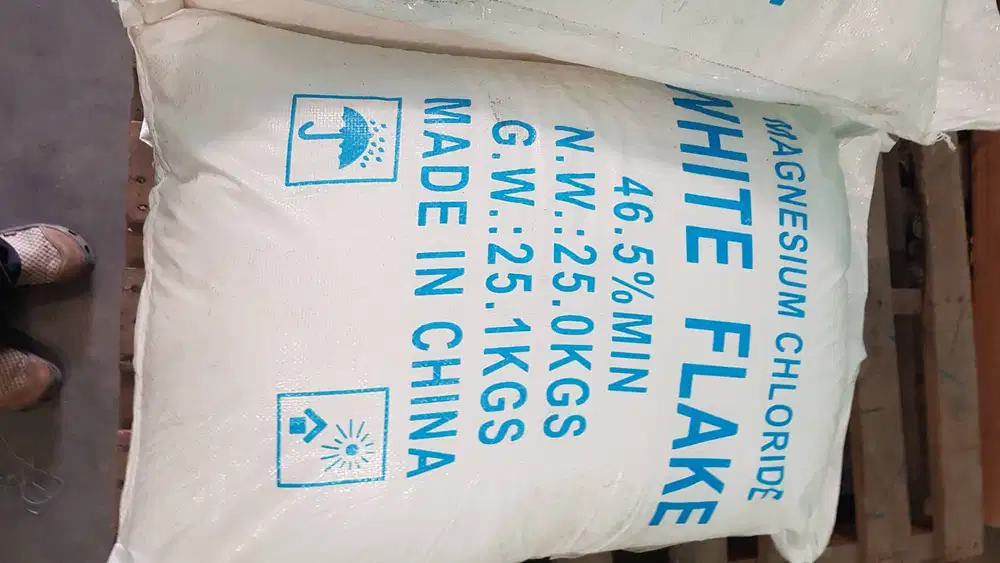 MAGNESIUM CHLORIDE
WHITE FLAKE
46.5%MIN
N.W.:25.0KGS
G.W.:25.1KGS
MADE IN CHINA